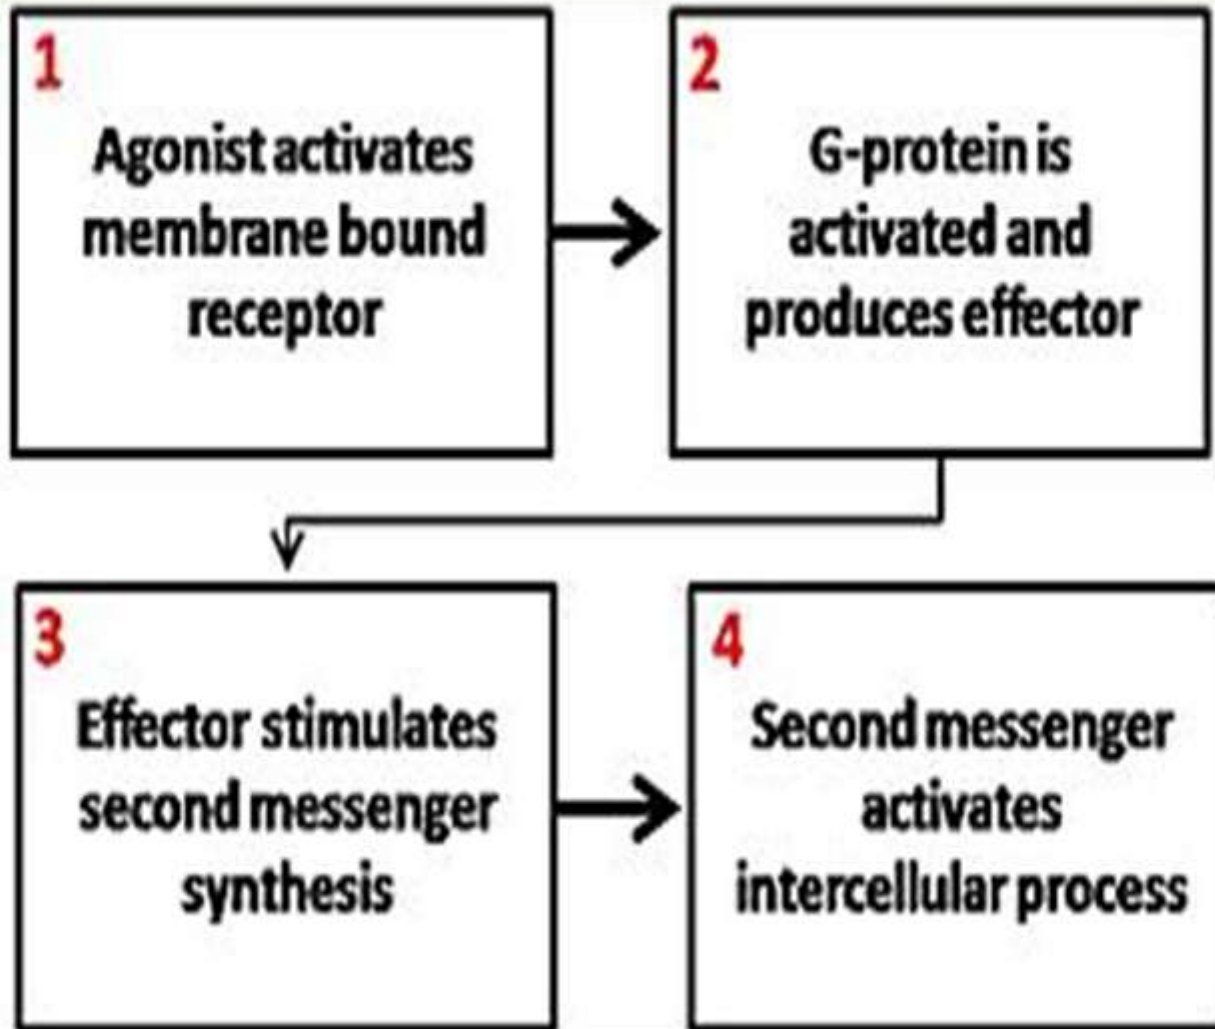 1
Agonist activates
membrane bound
receptor
2
G-protein is
activated and
produces effector
3
Effector stimulates
second messenger
synthesis
4
Second messenger
activates
intercellular process